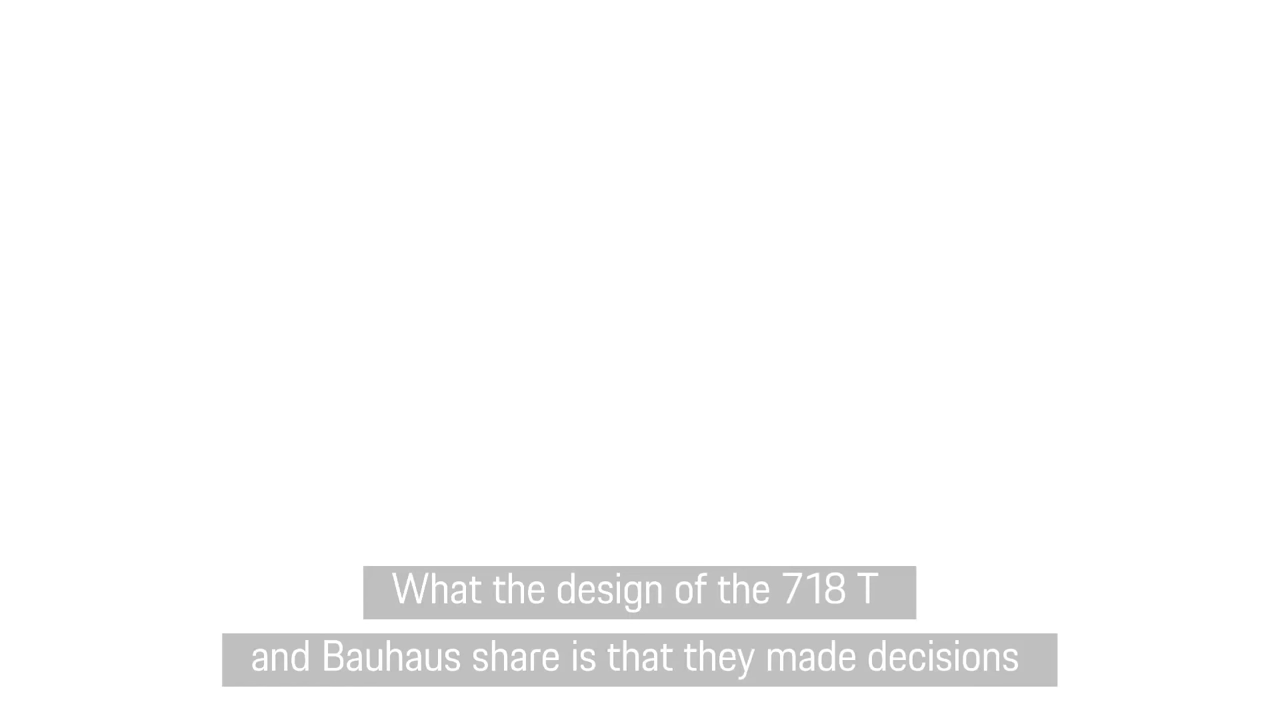 What the design of the 718 T
and Bauhaus share is that they made decisions